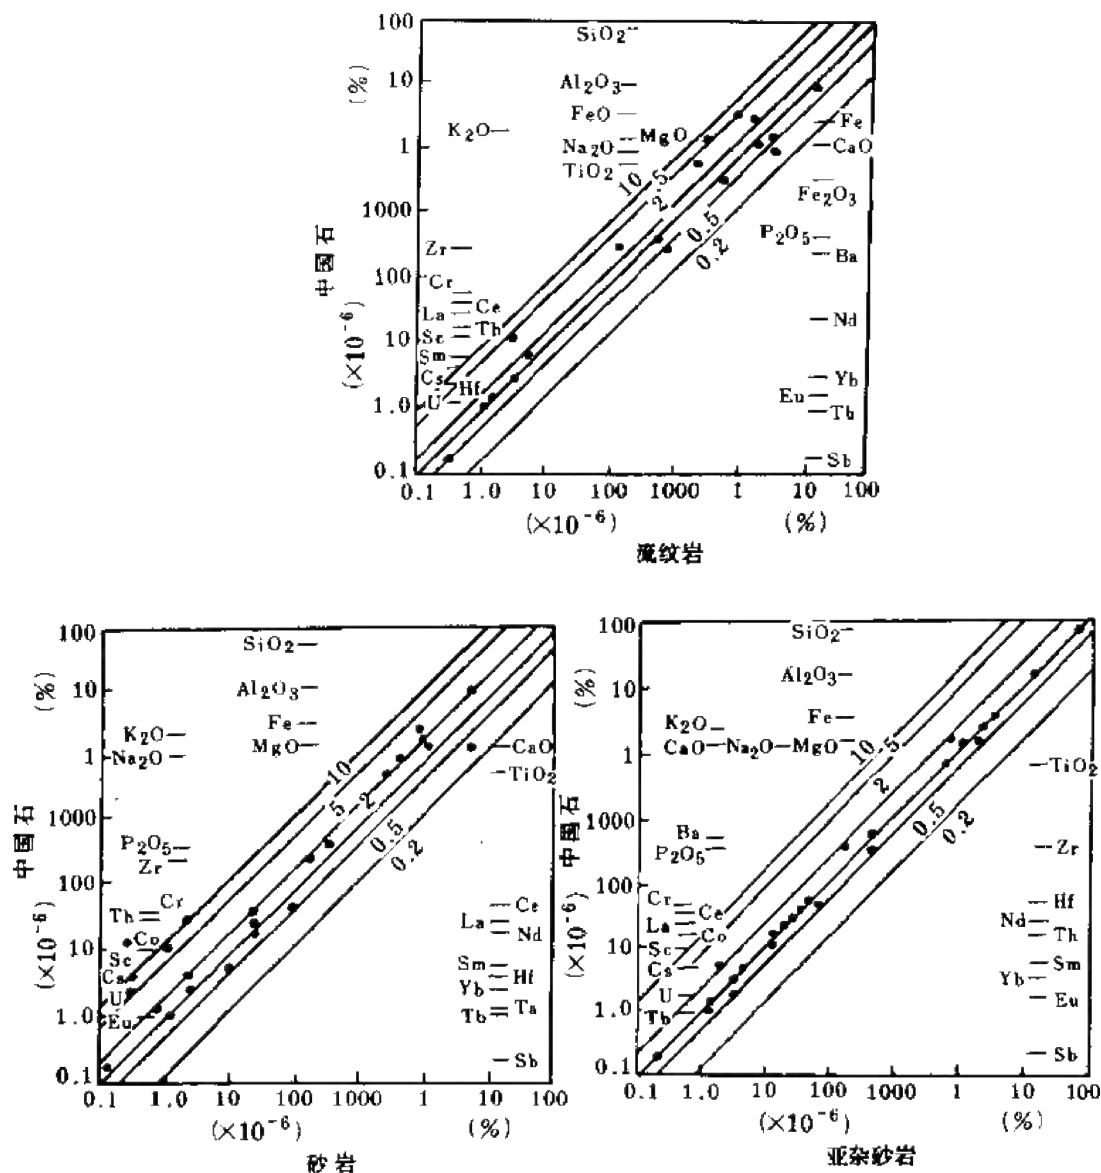 100
10
1
1000
100
10
1.0
0.1
(%)
中国石
(×10⁻⁶)
SiO₂
Al₂O₃
FeO
K₂O
MgO
Na₂O
TiO₂
Fe
CaO
Fe₂O₃
P₂O₅
Ba
Zr
Cr
Ce
La
Th
Sc
Sm
Cs
Hf
U
Nd
Yb
Eu
Tb
Sb
10
5
2
0.5
0.2
0.1 1.0 10 100 1000 1 10 100
(×10⁻⁶) (%)
流纹岩
100
10
1
1000
100
10
1.0
0.1
(%)
中国石
(×10⁻⁶)
SiO₂
Al₂O₃
Fe
K₂O
MgO
Na₂O
CaO
TiO₂
P₂O₅
Zr
Cr
Th
Co
Sc
Cs
U
Eu
Ce
La
Nd
Sm
Hf
Yb
Ta
Tb
Sb
10
5
2
0.5
0.2
0.1 1.0 10 100 1000 1 10 100
(×10⁻⁶) (%)
砂岩
100
10
1
1000
100
10
1.0
0.1
(%)
中国石
(×10⁻⁶)
SiO₂
Al₂O₃
Fe
K₂O
CaO Na₂O MgO
TiO₂
Ba
P₂O₅
Zr
Cr
Ce
La
Co
Sc
Cs
U
Tb
Hf
Nd
Th
Sm
Yb
Eu
Sb
10
5
2
0.5
0.2
0.1 1.0 10 100 1000 1 10 100
(×10⁻⁶) (%)
亚杂砂岩